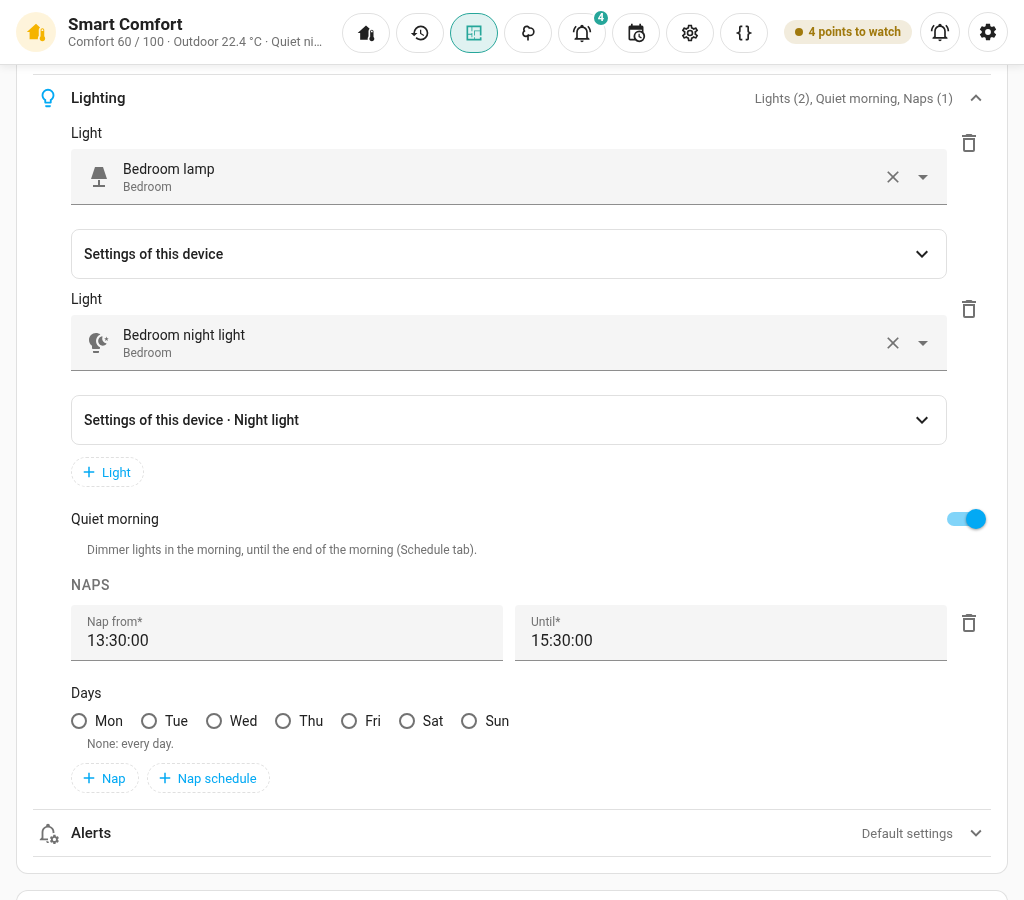 Smart Comfort
Comfort 60 / 100 · Outdoor 22.4 °C · Quiet ni…
4
4 points to watch
Lighting
Lights (2), Quiet morning, Naps (1)
Light
Bedroom lamp
Bedroom
Settings of this device
Light
Bedroom night light
Bedroom
Settings of this device · Night light
+ Light
Quiet morning
Dimmer lights in the morning, until the end of the morning (Schedule tab).
NAPS
Nap from*
13:30:00
Until*
15:30:00
Days
Mon Tue Wed Thu Fri Sat Sun
None: every day.
+ Nap + Nap schedule
Alerts
Default settings